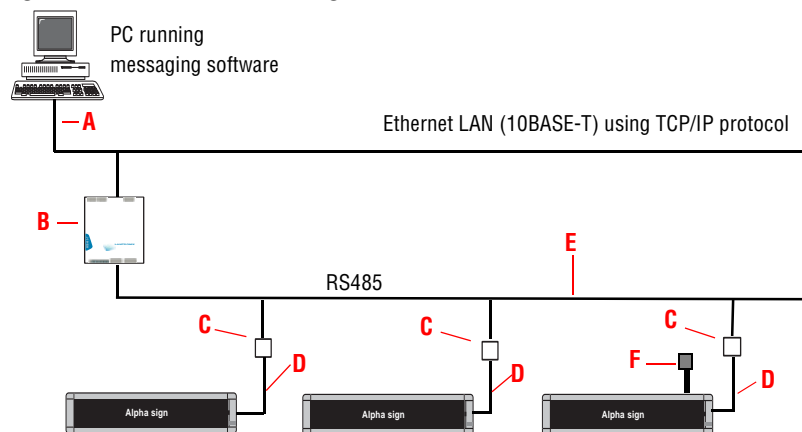 PC running
messaging software
A
Ethernet LAN (10BASE-T) using TCP/IP protocol
B
E
RS485
C
C
C
F
D
D
D
Alpha sign
Alpha sign
Alpha sign